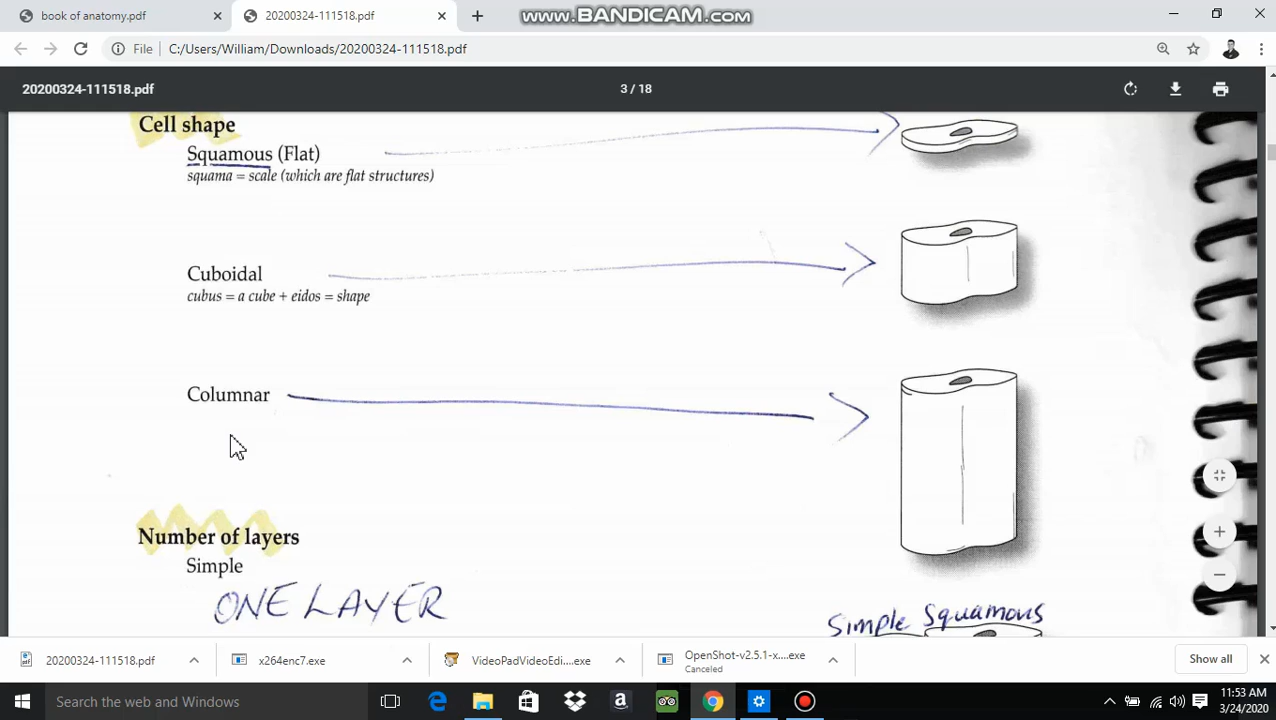 book of anatomy.pdf
20200324-111518.pdf
www.BANDICAM.com
File
C:/Users/William/Downloads/20200324-111518.pdf
20200324-111518.pdf
3 / 18
Cell shape
Squamous (Flat)
squama = scale (which are flat structures)
Cuboidal
cubus = a cube + eidos = shape
Columnar
Number of layers
Simple
ONE LAYER
Simple Squamous
20200324-111518.pdf
x264enc7.exe
VideoPadVideoEdi....exe
OpenShot-v2.5.1-x....exe
Canceled
Show all
Search the web and Windows
11:53 AM
3/24/2020